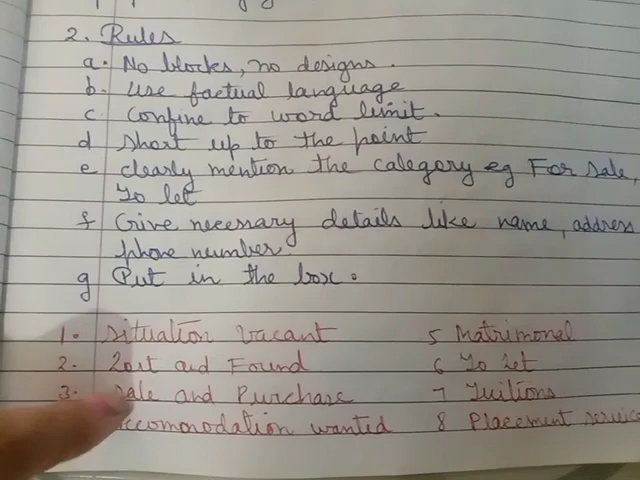 2. Rules
a. No blocks, no designs.
b. Use factual language
c. Confine to word limit.
d short up to the point
e clearly mention the category eg For sale,
To let
f Give necessary details like name, address
phone number.
g Put in the box.
1. Situation Vacant 5 Matrimonel
2. Lost and Found 6 To Let
3. Sale and Purchase 7 Tuitions
ccomonodation wanted 8 Placement service